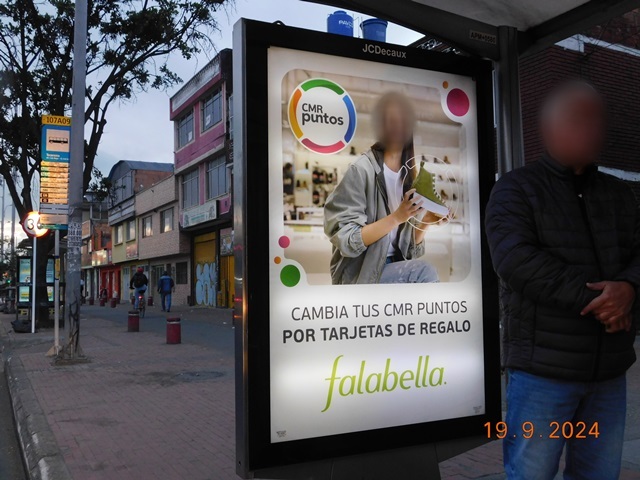 JCDecaux
CMR
puntos
CAMBIA TUS CMR PUNTOS
POR TARJETAS DE REGALO
falabella.
107A09
19.9.2024